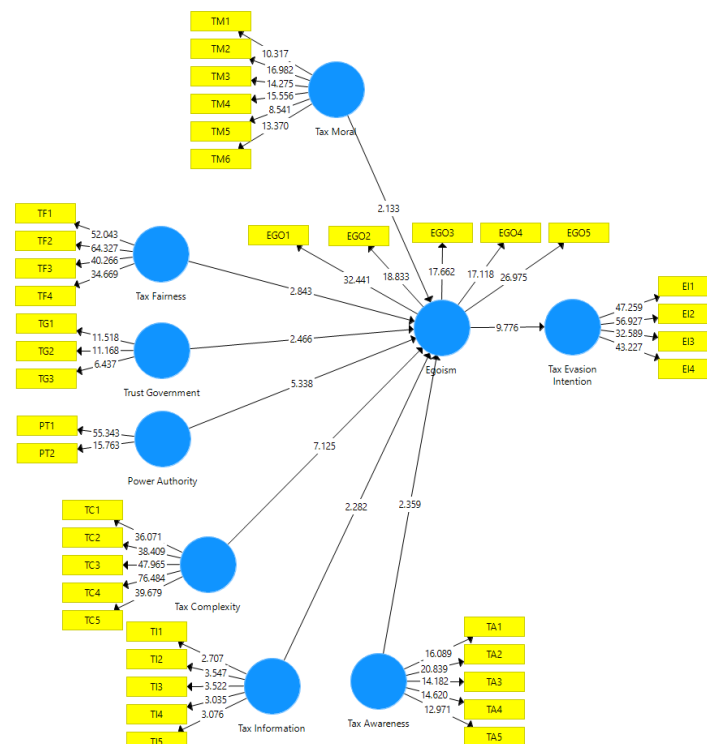 TM1
TM2
TM3
TM4
TM5
TM6
10.317
16.982
14.275
15.556
8.541
13.370
Tax Moral
2.133
TF1
TF2
TF3
TF4
52.043
64.327
40.266
34.669
Tax Fairness
2.843
EGO1
EGO2
EGO3
EGO4
EGO5
32.441
18.833
17.662
17.118
26.975
TG1
TG2
TG3
11.518
11.168
6.437
Trust Government
2.466
Egoism
9.776
Tax Evasion
Intention
47.259
56.927
32.589
43.227
EI1
EI2
EI3
EI4
PT1
PT2
55.343
15.763
Power Authority
5.338
TC1
TC2
TC3
TC4
TC5
36.071
38.409
47.965
76.484
39.679
Tax Complexity
7.125
TI1
TI2
TI3
TI4
TI5
2.707
3.547
3.522
3.035
3.076
Tax Information
2.282
Tax Awareness
2.359
16.089
20.839
14.182
14.620
12.971
TA1
TA2
TA3
TA4
TA5